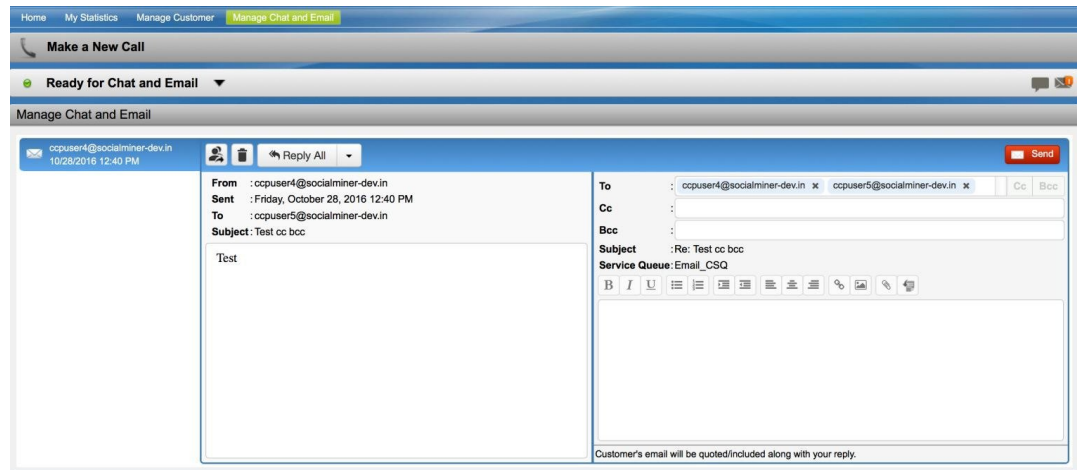 Home My Statistics Manage Customer Manage Chat and Email
Make a New Call
Ready for Chat and Email
Manage Chat and Email
ccpuser4@socialminer-dev.in
10/28/2016 12:40 PM
Reply All
Send
From :ccpuser4@socialminer-dev.in
Sent :Friday, October 28, 2016 12:40 PM
To :ccpuser5@socialminer-dev.in
Subject:Test cc bcc
Test
To : ccpuser4@socialminer-dev.in x ccpuser5@socialminer-dev.in x Cc Bcc
Cc :
Bcc :
Subject :Re: Test cc bcc
Service Queue:Email_CSQ
B I U
Customer's email will be quoted/included along with your reply.